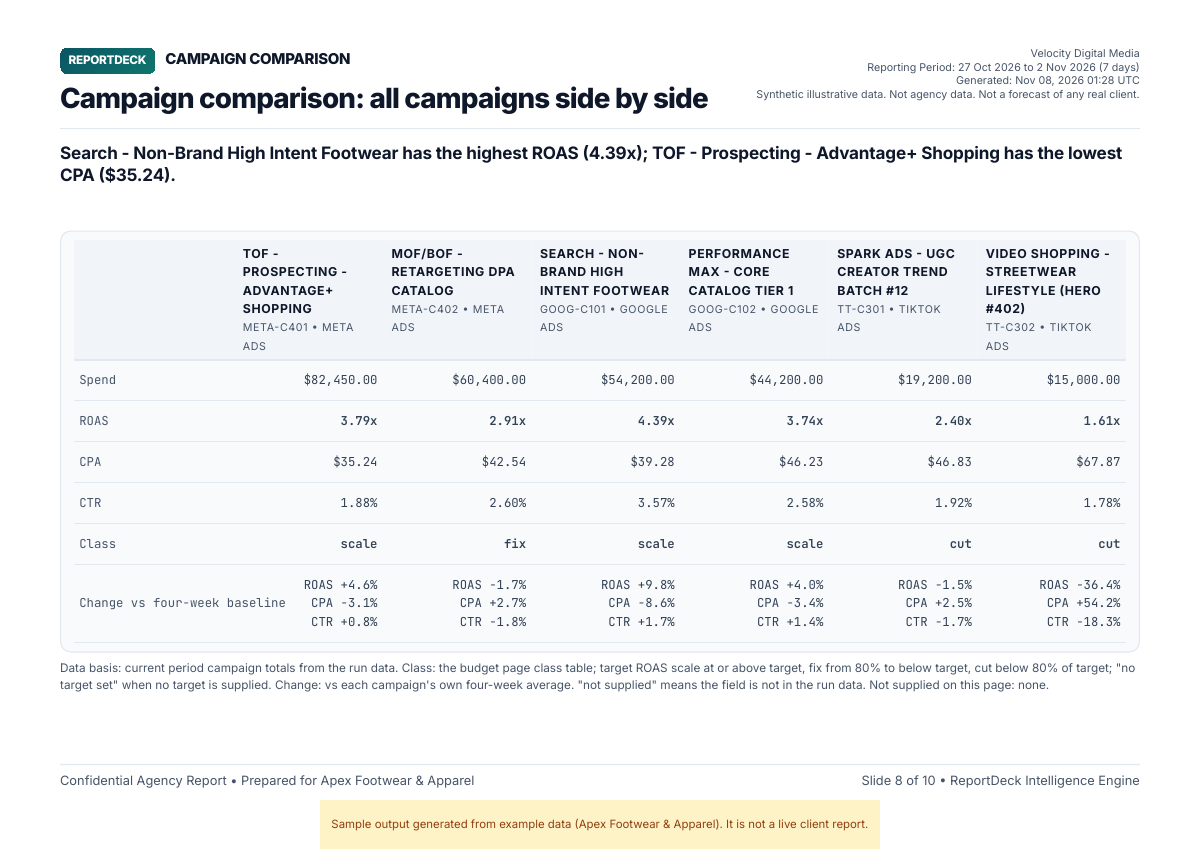 REPORTDECK CAMPAIGN COMPARISON
Campaign comparison: all campaigns side by side
Velocity Digital Media
Reporting Period: 27 Oct 2026 to 2 Nov 2026 (7 days)
Generated: Nov 08, 2026 01:28 UTC
Synthetic illustrative data. Not agency data. Not a forecast of any real client.
Search - Non-Brand High Intent Footwear has the highest ROAS (4.39x); TOF - Prospecting - Advantage+ Shopping has the lowest
CPA ($35.24).
TOF -
PROSPECTING -
ADVANTAGE+
SHOPPING
META-C401 • META
ADS
MOF/BOF -
RETARGETING DPA
CATALOG
META-C402 • META
ADS
SEARCH - NON-
BRAND HIGH
INTENT FOOTWEAR
GOOG-C101 • GOOGLE
ADS
PERFORMANCE
MAX - CORE
CATALOG TIER 1
GOOG-C102 • GOOGLE
ADS
SPARK ADS - UGC
CREATOR TREND
BATCH #12
TT-C301 • TIKTOK
ADS
VIDEO SHOPPING -
STREETWEAR
LIFESTYLE (HERO
#402)
TT-C302 • TIKTOK
ADS
Spend $82,450.00 $60,400.00 $54,200.00 $44,200.00 $19,200.00 $15,000.00
ROAS 3.79x 2.91x 4.39x 3.74x 2.40x 1.61x
CPA $35.24 $42.54 $39.28 $46.23 $46.83 $67.87
CTR 1.88% 2.60% 3.57% 2.58% 1.92% 1.78%
Class scale fix scale scale cut cut
ROAS +4.6% ROAS -1.7% ROAS +9.8% ROAS +4.0% ROAS -1.5% ROAS -36.4%
Change vs four-week baseline CPA -3.1% CPA +2.7% CPA -8.6% CPA -3.4% CPA +2.5% CPA +54.2%
CTR +0.8% CTR -1.8% CTR +1.7% CTR +1.4% CTR -1.7% CTR -18.3%
Data basis: current period campaign totals from the run data. Class: the budget page class table; target ROAS scale at or above target, fix from 80% to below target, cut below 80% of target; "no
target set" when no target is supplied. Change: vs each campaign's own four-week average. "not supplied" means the field is not in the run data. Not supplied on this page: none.
Confidential Agency Report • Prepared for Apex Footwear & Apparel
Slide 8 of 10 • ReportDeck Intelligence Engine
Sample output generated from example data (Apex Footwear & Apparel). It is not a live client report.